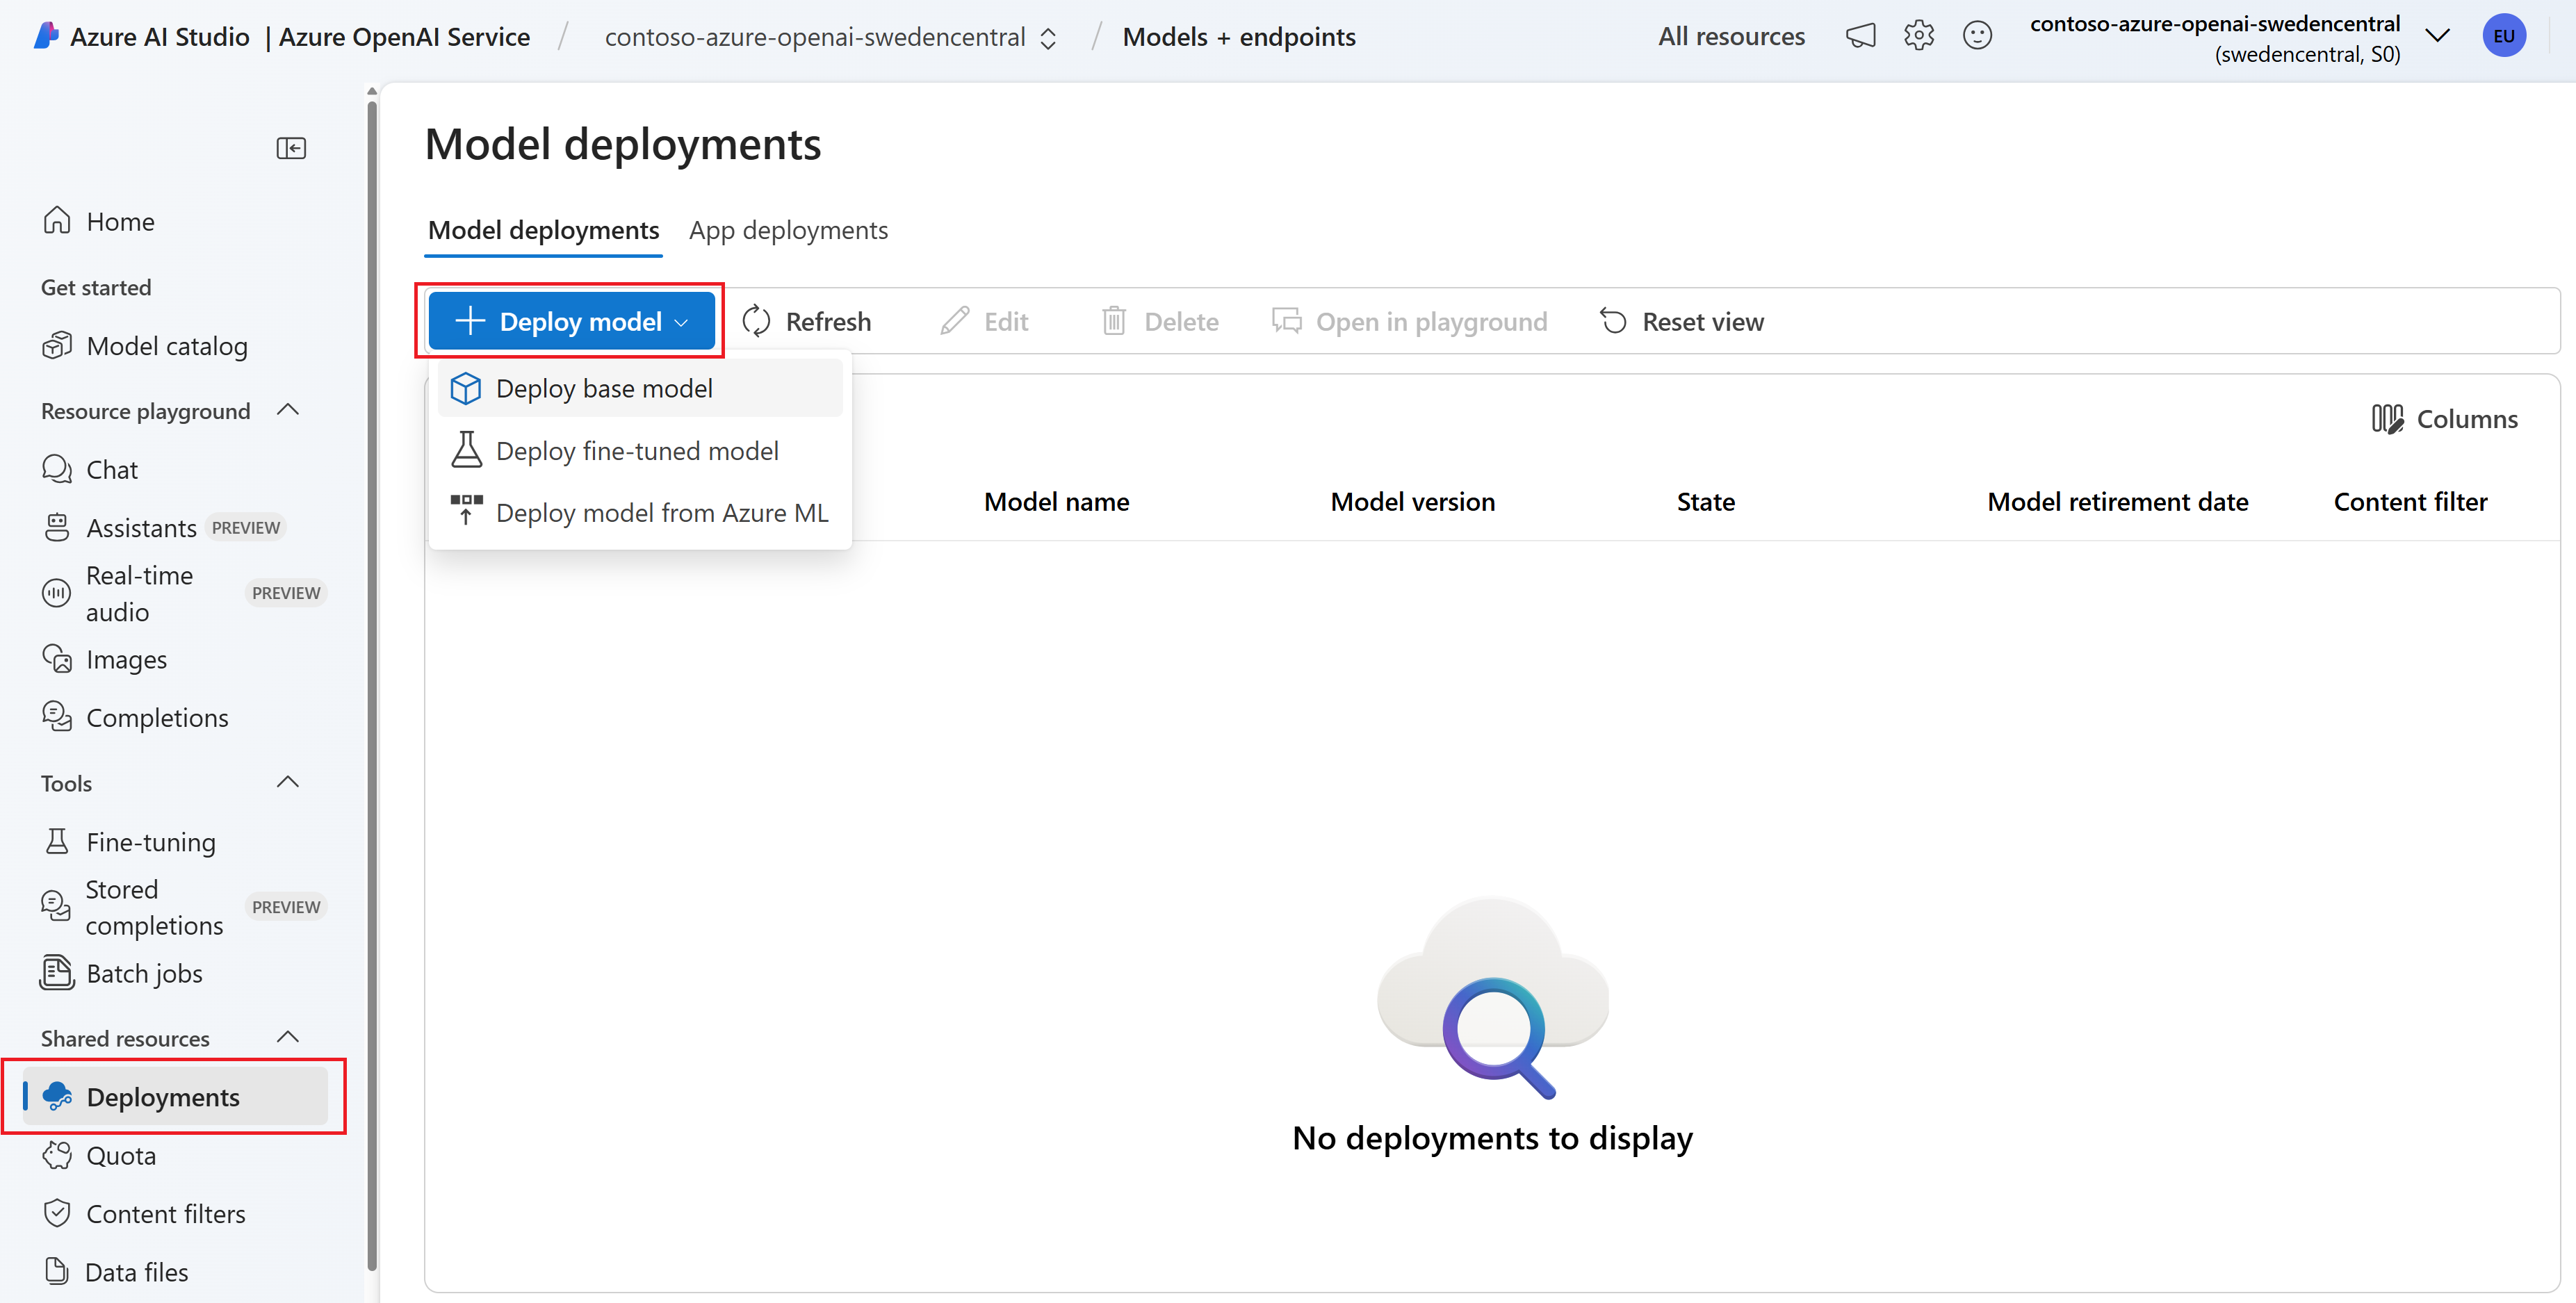 Azure AI Studio | Azure OpenAI Service / contoso-azure-openai-swedencentral / Models + endpoints
All resources
contoso-azure-openai-swedencentral
(swedencentral, S0)
EU
Home
Get started
Model catalog
Resource playground
Chat
Assistants PREVIEW
Real-time
audio
PREVIEW
Images
Completions
Tools
Fine-tuning
Stored
completions
PREVIEW
Batch jobs
Shared resources
Deployments
Quota
Content filters
Data files
Model deployments
Model deployments App deployments
Deploy model Refresh Edit Delete Open in playground Reset view
Deploy base model
Deploy fine-tuned model
Deploy model from Azure ML
Columns
Model name Model version State Model retirement date Content filter
No deployments to display